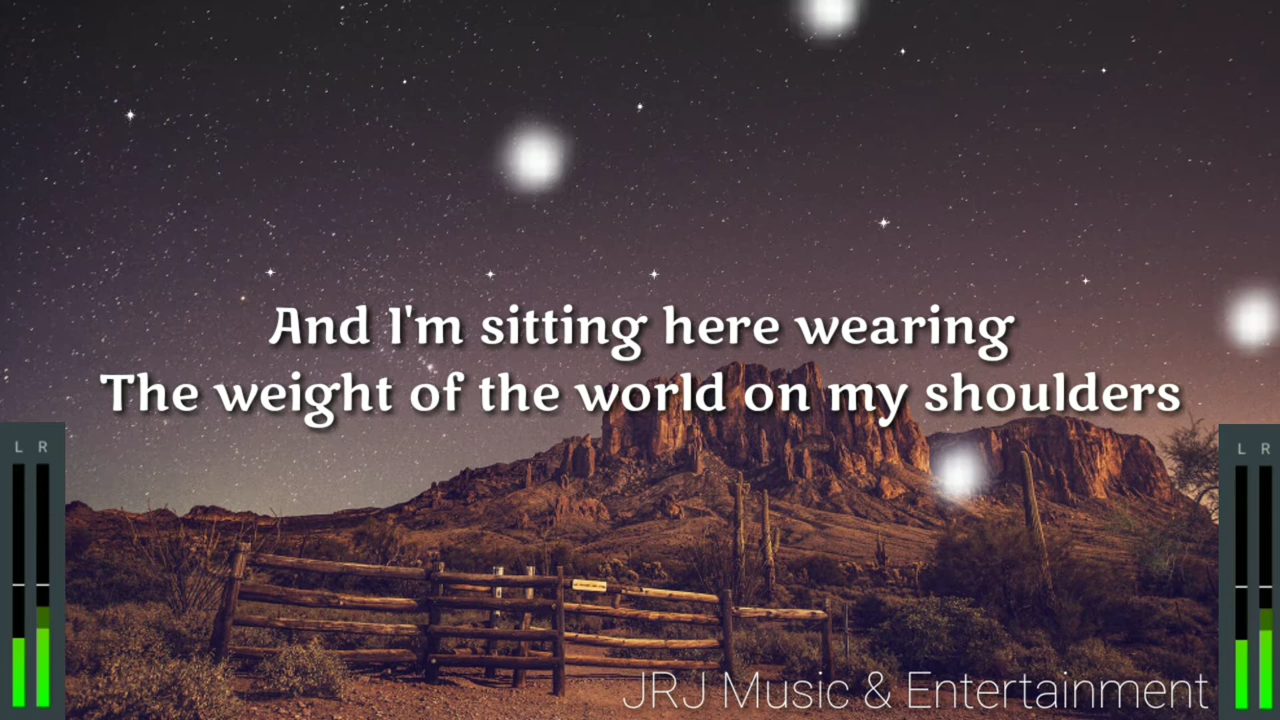 And I'm sitting here wearing
The weight of the world on my shoulders
L R
L R
JRJ Music & Entertainment